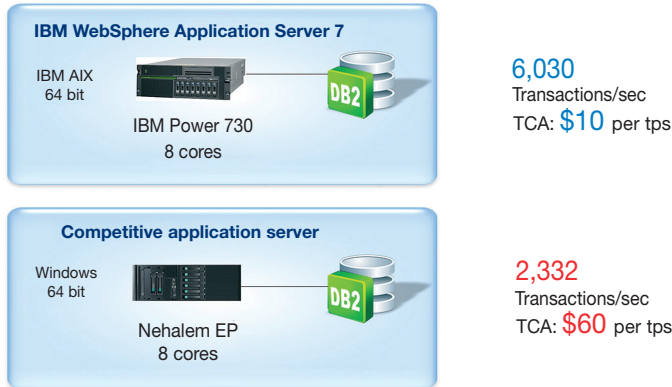 IBM WebSphere Application Server 7
IBM AIX
64 bit
DB2
IBM Power 730
8 cores
6,030
Transactions/sec
TCA: $10 per tps
Competitive application server
Windows
64 bit
DB2
Nehalem EP
8 cores
2,332
Transactions/sec
TCA: $60 per tps